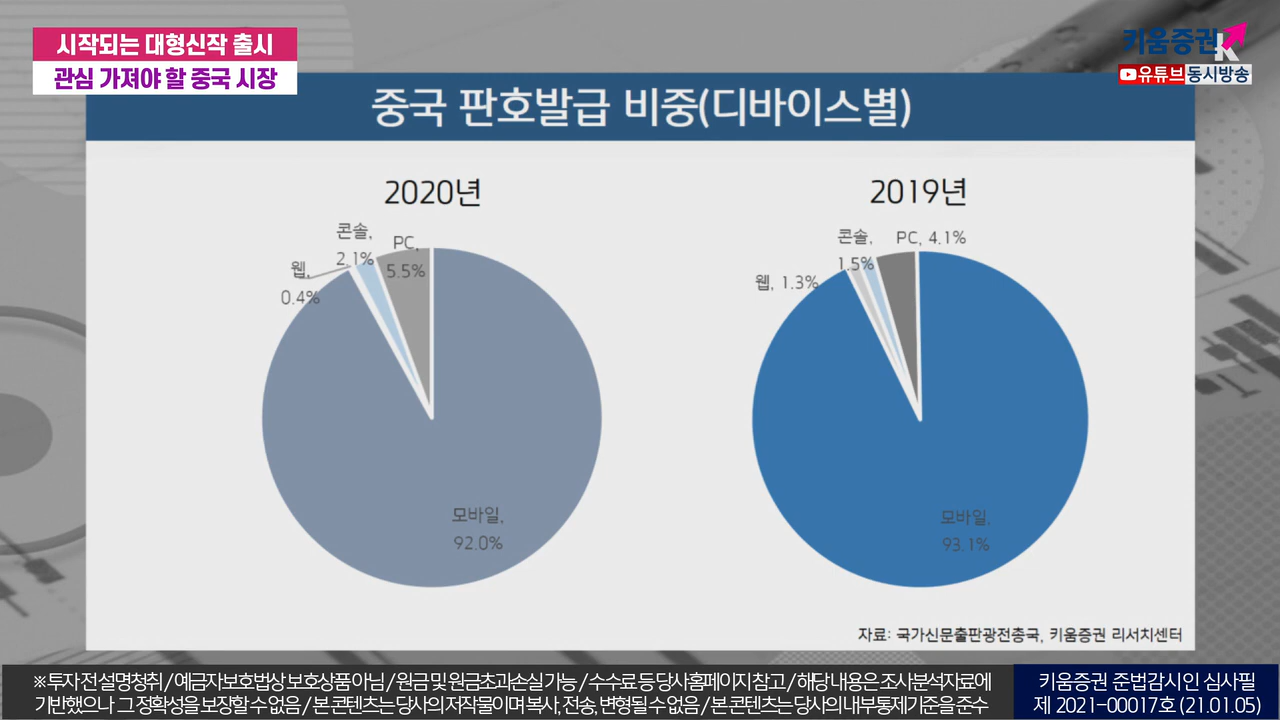 시작되는 대형신작 출시
관심 가져야 할 중국 시장
키움증권
유튜브동시방송
중국 판호발급 비중(디바이스별)
2020년
웹,
0.4%
콘솔,
2.1%
PC,
5.5%
모바일,
92.0%
2019년
웹, 1.3%
콘솔,
1.5%
PC, 4.1%
모바일,
93.1%
자료: 국가신문출판광전총국, 키움증권 리서치센터
※ 투자 전 설명청취 / 예금자보호법상 보호상품 아님 / 원금 및 원금초과손실 가능 / 수수료 등 당사홈페이지 참고 / 해당 내용은 조사분석자료에
기반했으나 그 정확성을 보장할 수 없음 / 본 콘텐츠는 당사의 저작물이며 복사, 전송, 변형될 수 없음 / 본 콘텐츠는 당사의 내부통제기준을 준수
키움증권 준법감시인 심사필
제 2021-00017호 (21.01.05)